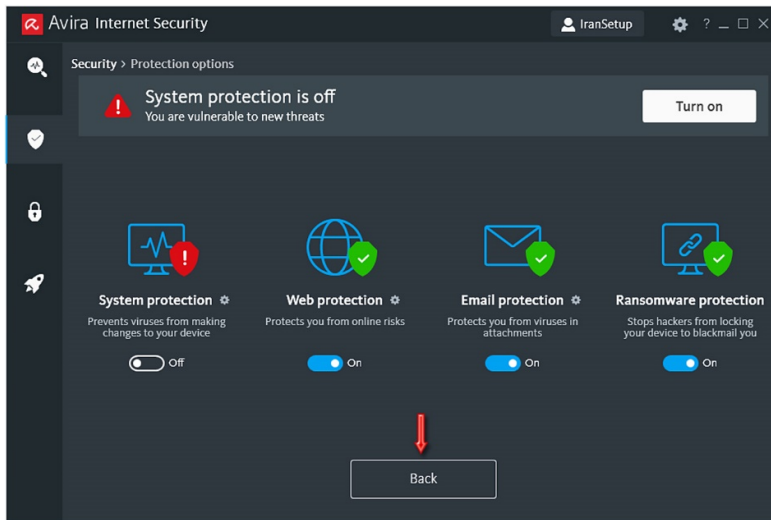 Avira Internet Security
IranSetup
?
Security > Protection options
System protection is off
You are vulnerable to new threats
Turn on
System protection
Prevents viruses from making
changes to your device
Off
Web protection
Protects you from online risks
On
Email protection
Protects you from viruses in
attachments
On
Ransomware protection
Stops hackers from locking
your device to blackmail you
On
Back